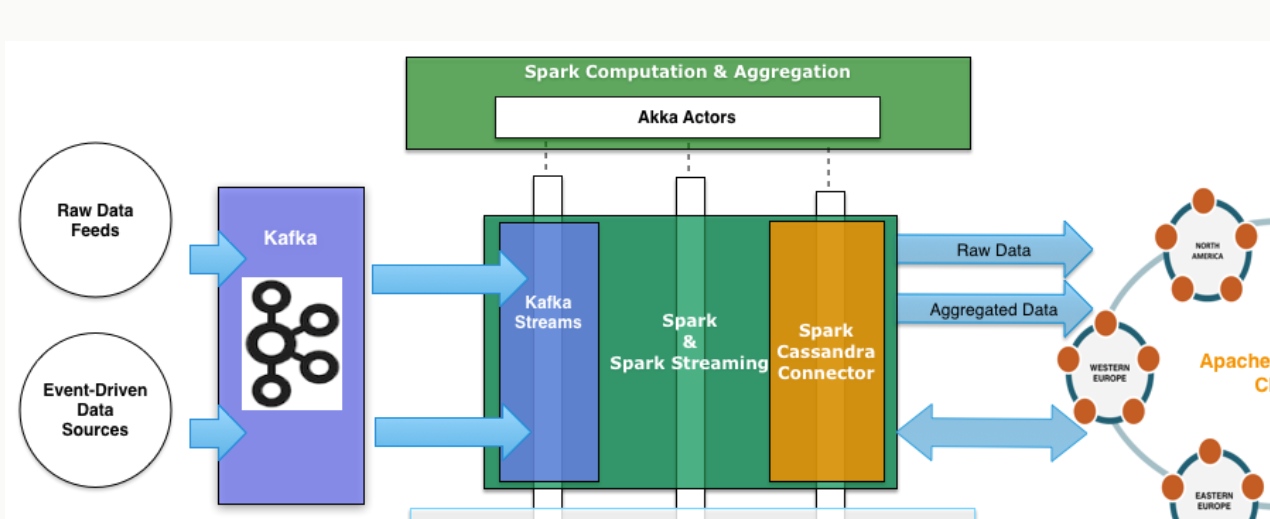 Spark Computation & Aggregation
Akka Actors
Raw Data
Feeds
Event-Driven
Data
Sources
Kafka
Kafka
Streams
Spark
&
Spark Streaming
Spark
Cassandra
Connector
Raw Data
Aggregated Data
NORTH
AMERICA
WESTERN
EUROPE
EASTERN
EUROPE
Apache